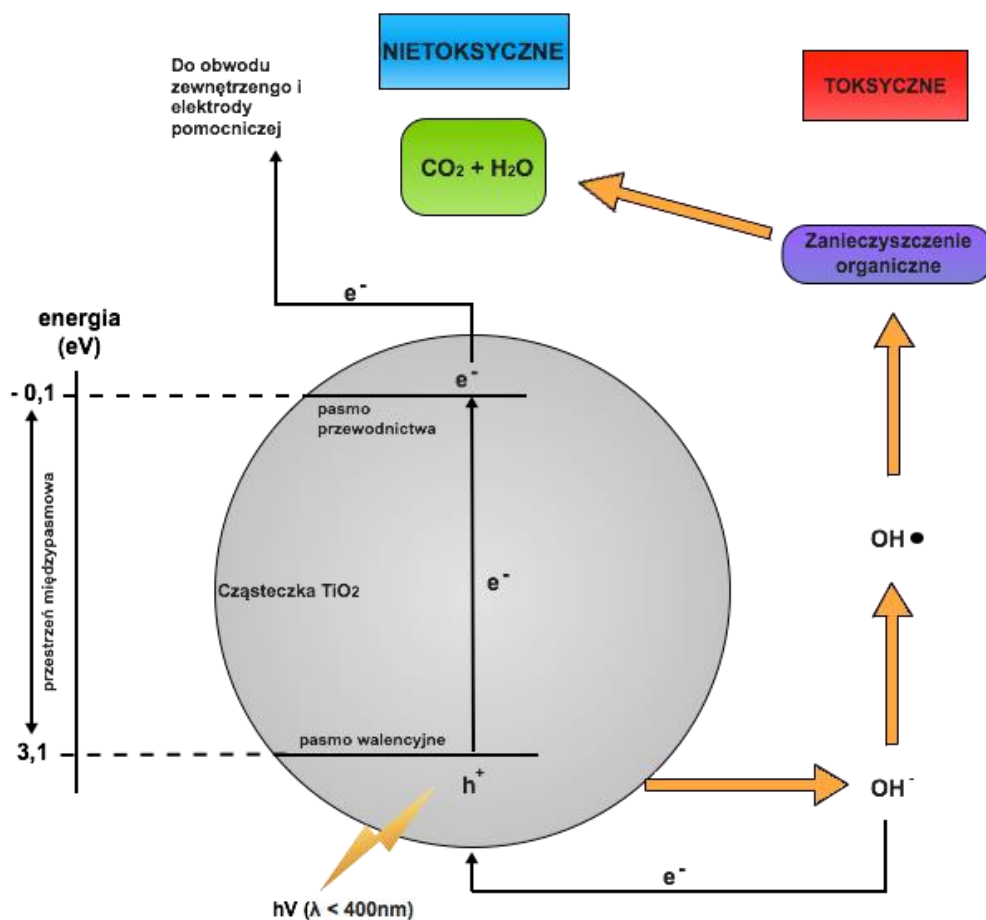 Do obwodu
zewnętrzengo i
elektrody
pomocniczej
NIETOKSYCZNE
TOKSYCZNE
CO₂ + H₂O
Zanieczyszczenie
organiczne
e⁻
energia
(eV)
e⁻
- 0,1
pasmo
przewodnictwa
przestrzeń międzypasmowa
OH●
Cząsteczka TiO₂
e⁻
pasmo walencyjne
3,1
h⁺
OH⁻
e⁻
hV (λ < 400nm)